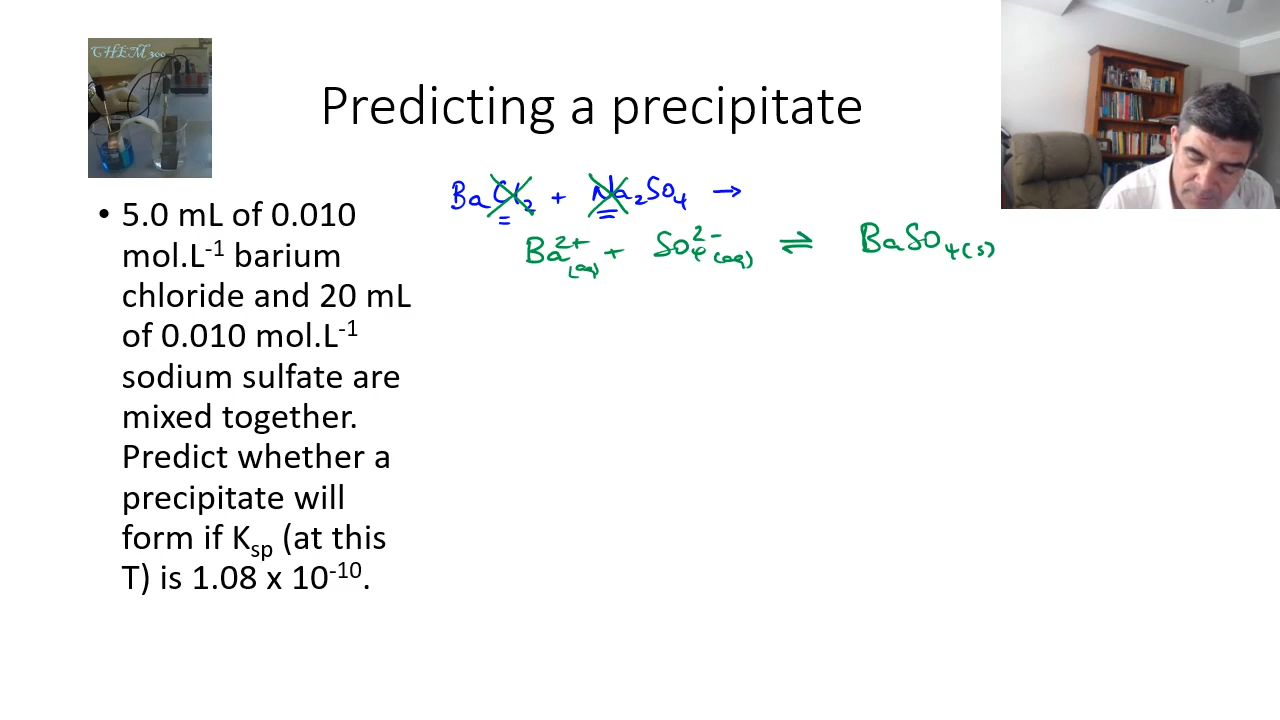 CHEM300
Predicting a precipitate
BaCl₂ + Na₂SO₄ →
Ba²⁺(aq) + SO₄²⁻(aq) ⇌ BaSO₄(s)
• 5.0 mL of 0.010
mol.L⁻¹ barium
chloride and 20 mL
of 0.010 mol.L⁻¹
sodium sulfate are
mixed together.
Predict whether a
precipitate will
form if Ksp (at this
T) is 1.08 x 10⁻¹⁰.